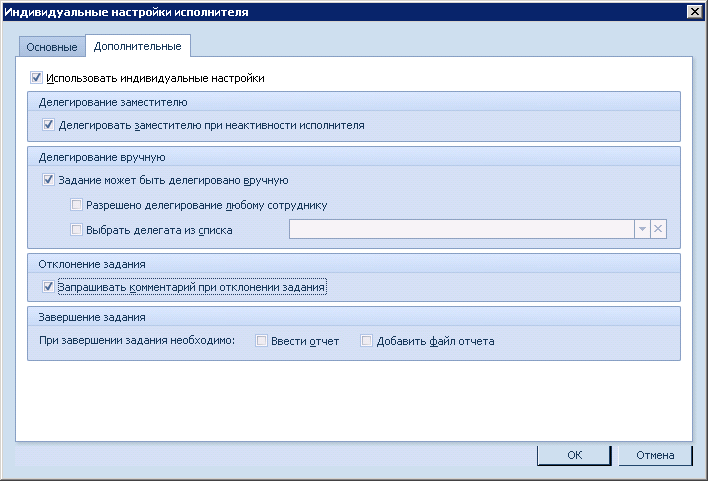 Индивидуальные настройки исполнителя
Основные Дополнительные
Использовать индивидуальные настройки
Делегирование заместителю
Делегировать заместителю при неактивности исполнителя
Делегирование вручную
Задание может быть делегировано вручную
Разрешено делегирование любому сотруднику
Выбрать делегата из списка
Отклонение задания
Запрашивать комментарий при отклонении задания
Завершение задания
При завершении задания необходимо: Ввести отчет Добавить файл отчета
ОК Отмена